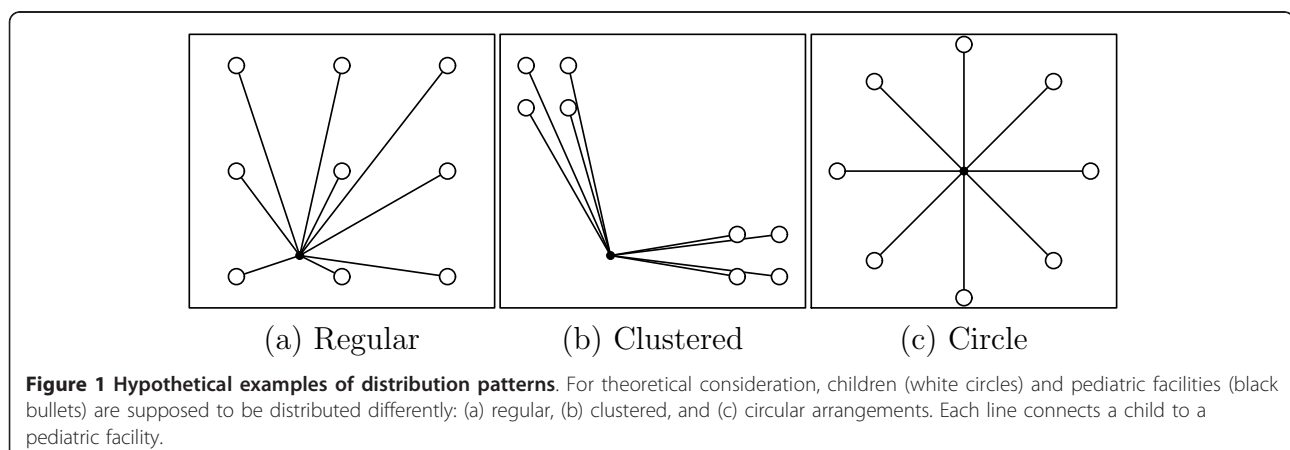 (a) Regular (b) Clustered (c) Circle
Figure 1 Hypothetical examples of distribution patterns. For theoretical consideration, children (white circles) and pediatric facilities (black
bullets) are supposed to be distributed differently: (a) regular, (b) clustered, and (c) circular arrangements. Each line connects a child to a
pediatric facility.